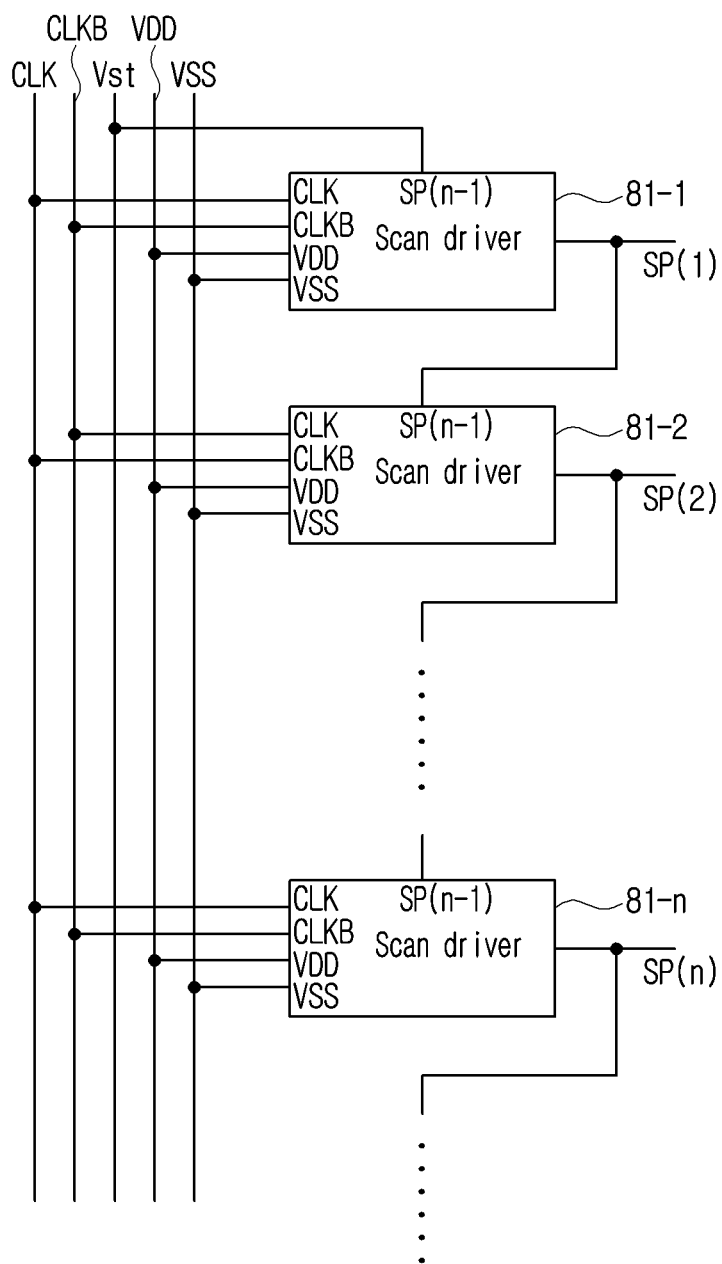 CLKB VDD
CLK Vst VSS
CLK SP(n-1) 81-1
CLKB Scan driver
VDD SP(1)
VSS
CLK SP(n-1) 81-2
CLKB Scan driver
VDD SP(2)
VSS
CLK SP(n-1) 81-n
CLKB Scan driver
VDD SP(n)
VSS